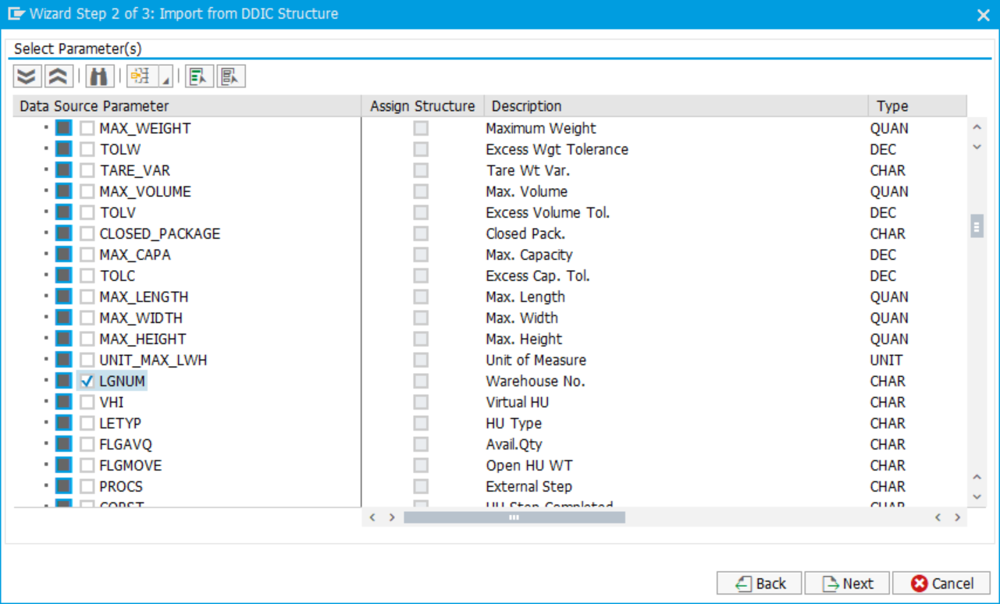 Wizard Step 2 of 3: Import from DDIC Structure
Select Parameter(s)
Data Source Parameter Assign Structure Description Type
MAX_WEIGHT Maximum Weight QUAN
TOLW Excess Wgt Tolerance DEC
TARE_VAR Tare Wt Var. CHAR
MAX_VOLUME Max. Volume QUAN
TOLV Excess Volume Tol. DEC
CLOSED_PACKAGE Closed Pack. CHAR
MAX_CAPA Max. Capacity DEC
TOLC Excess Cap. Tol. DEC
MAX_LENGTH Max. Length QUAN
MAX_WIDTH Max. Width QUAN
MAX_HEIGHT Max. Height QUAN
UNIT_MAX_LWH Unit of Measure UNIT
LGNUM Warehouse No. CHAR
VHI Virtual HU CHAR
LETYP HU Type CHAR
FLGAVQ Avail.Qty CHAR
FLGMOVE Open HU WT CHAR
PROCS External Step CHAR
HU Step Completed CHAR
Back Next Cancel